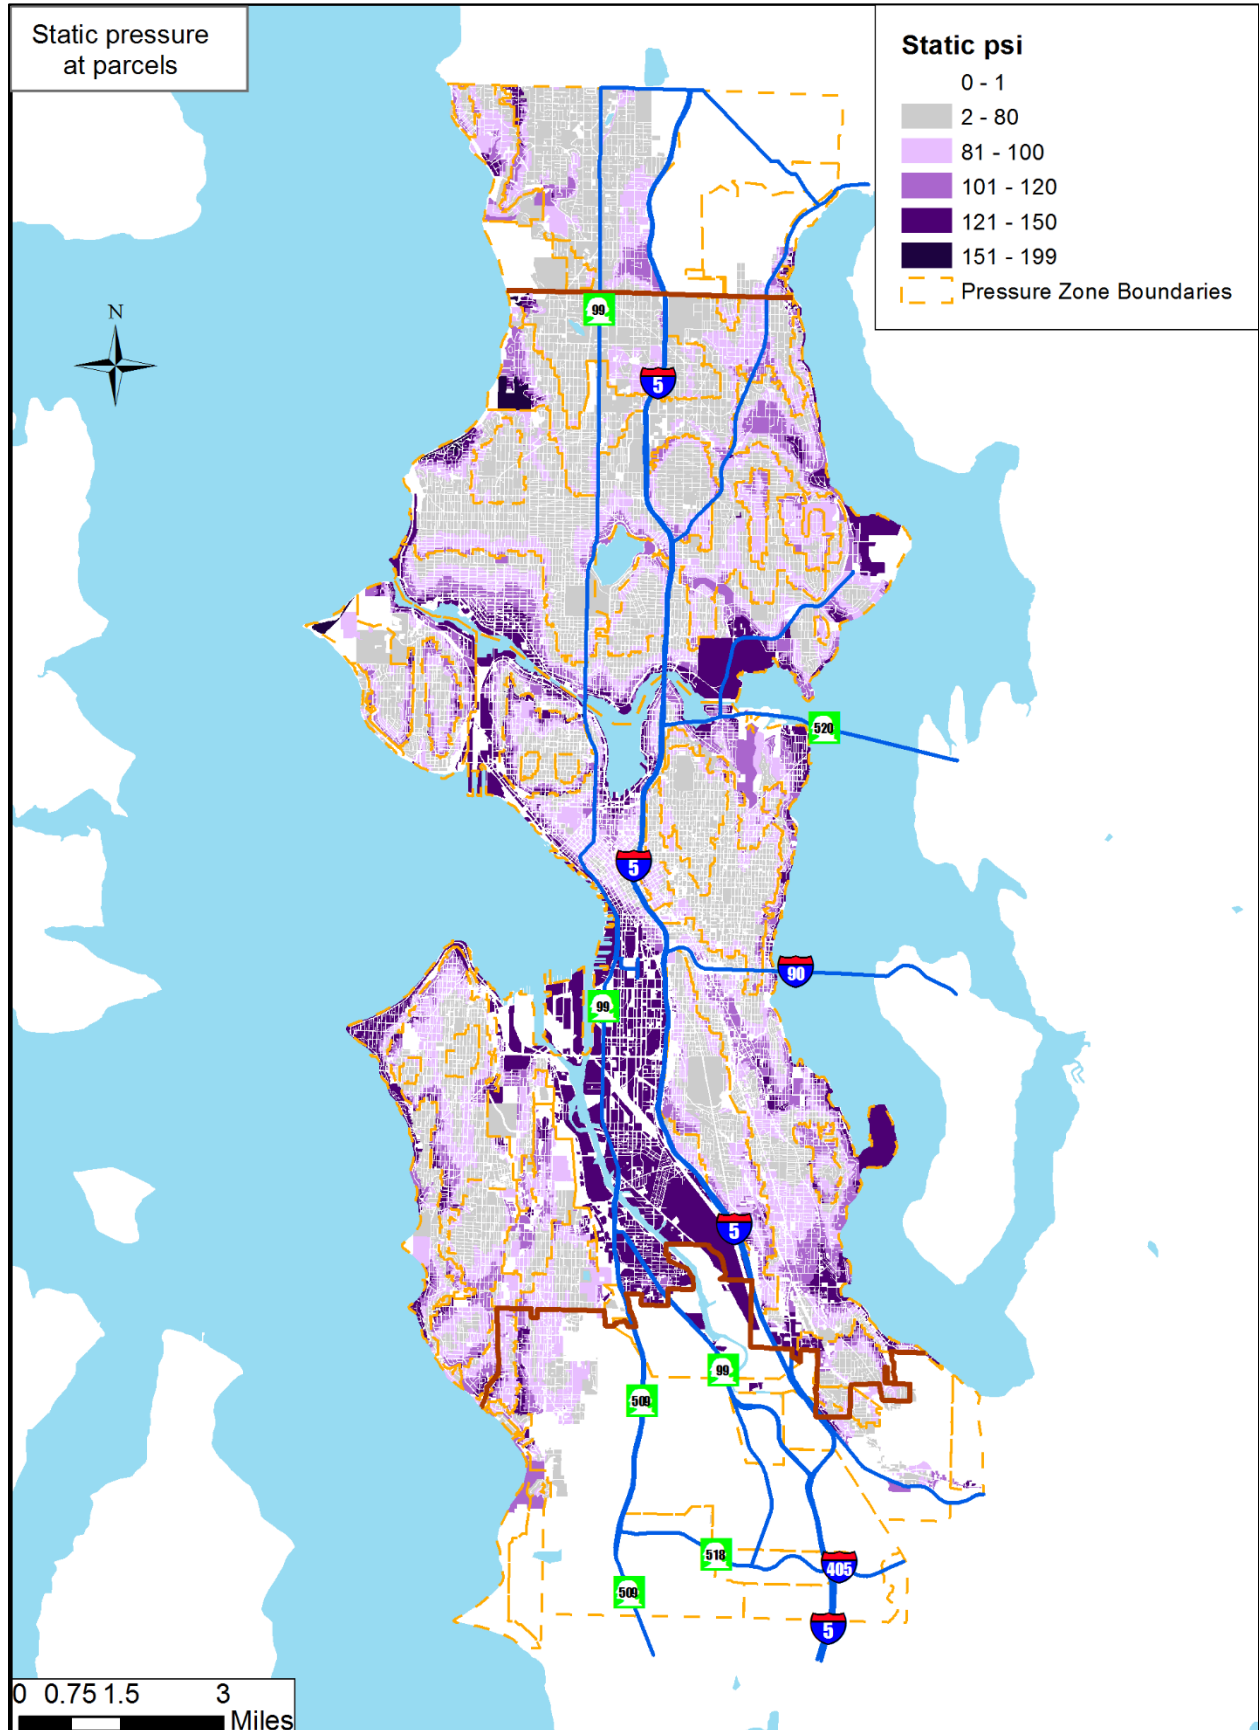 Static pressure
at parcels
Static psi
0 - 1
2 - 80
81 - 100
101 - 120
121 - 150
151 - 199
Pressure Zone Boundaries
N
99
5
520
5
90
99
5
99
509
518
405
509
5
0 0.75 1.5 3
Miles